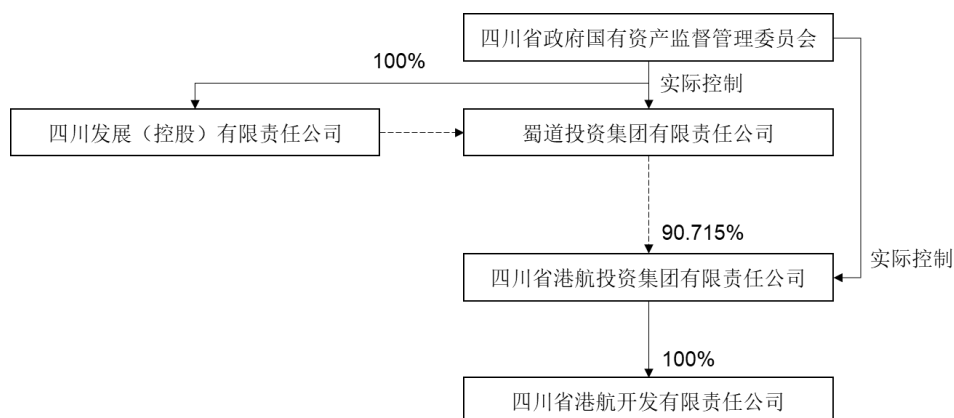 四川省政府国有资产监督管理委员会
100%
实际控制
四川发展（控股）有限责任公司
蜀道投资集团有限责任公司
90.715%
实际控制
四川省港航投资集团有限责任公司
100%
四川省港航开发有限责任公司